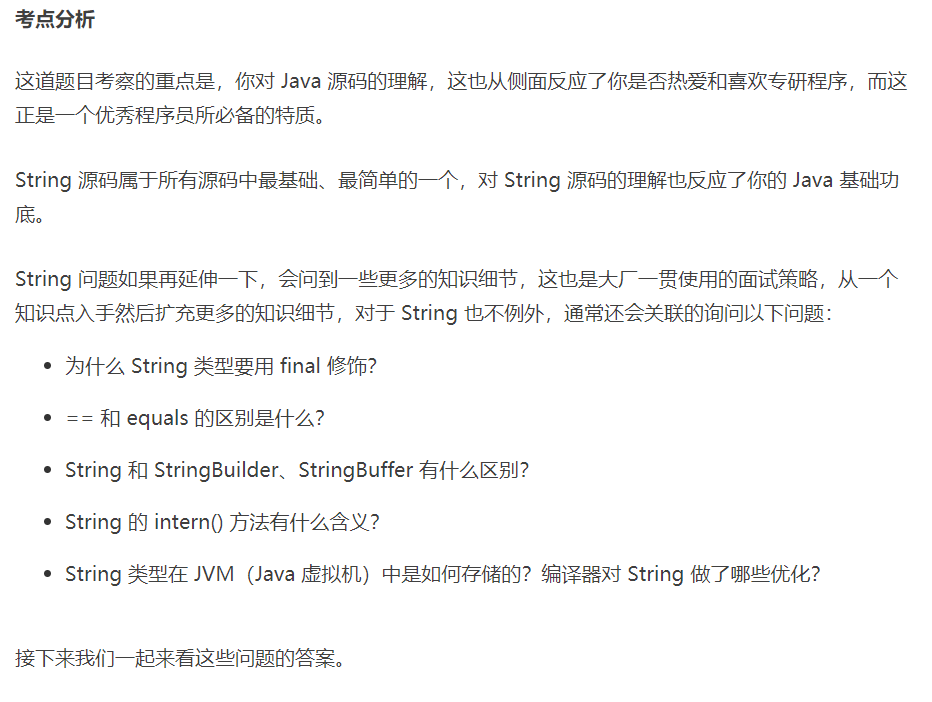 考点分析
这道题目考察的重点是，你对 Java 源码的理解，这也从侧面反应了你是否热爱和喜欢专研程序，而这
正是一个优秀程序员所必备的特质。
String 源码属于所有源码中最基础、最简单的一个，对 String 源码的理解也反应了你的 Java 基础功
底。
String 问题如果再延伸一下，会问到一些更多的知识细节，这也是大厂一贯使用的面试策略，从一个
知识点入手然后扩充更多的知识细节，对于 String 也不例外，通常还会关联的询问以下问题：
• 为什么 String 类型要用 final 修饰？
• == 和 equals 的区别是什么？
• String 和 StringBuilder、StringBuffer 有什么区别？
• String 的 intern() 方法有什么含义？
• String 类型在 JVM（Java 虚拟机）中是如何存储的？编译器对 String 做了哪些优化？
接下来我们一起来看这些问题的答案。